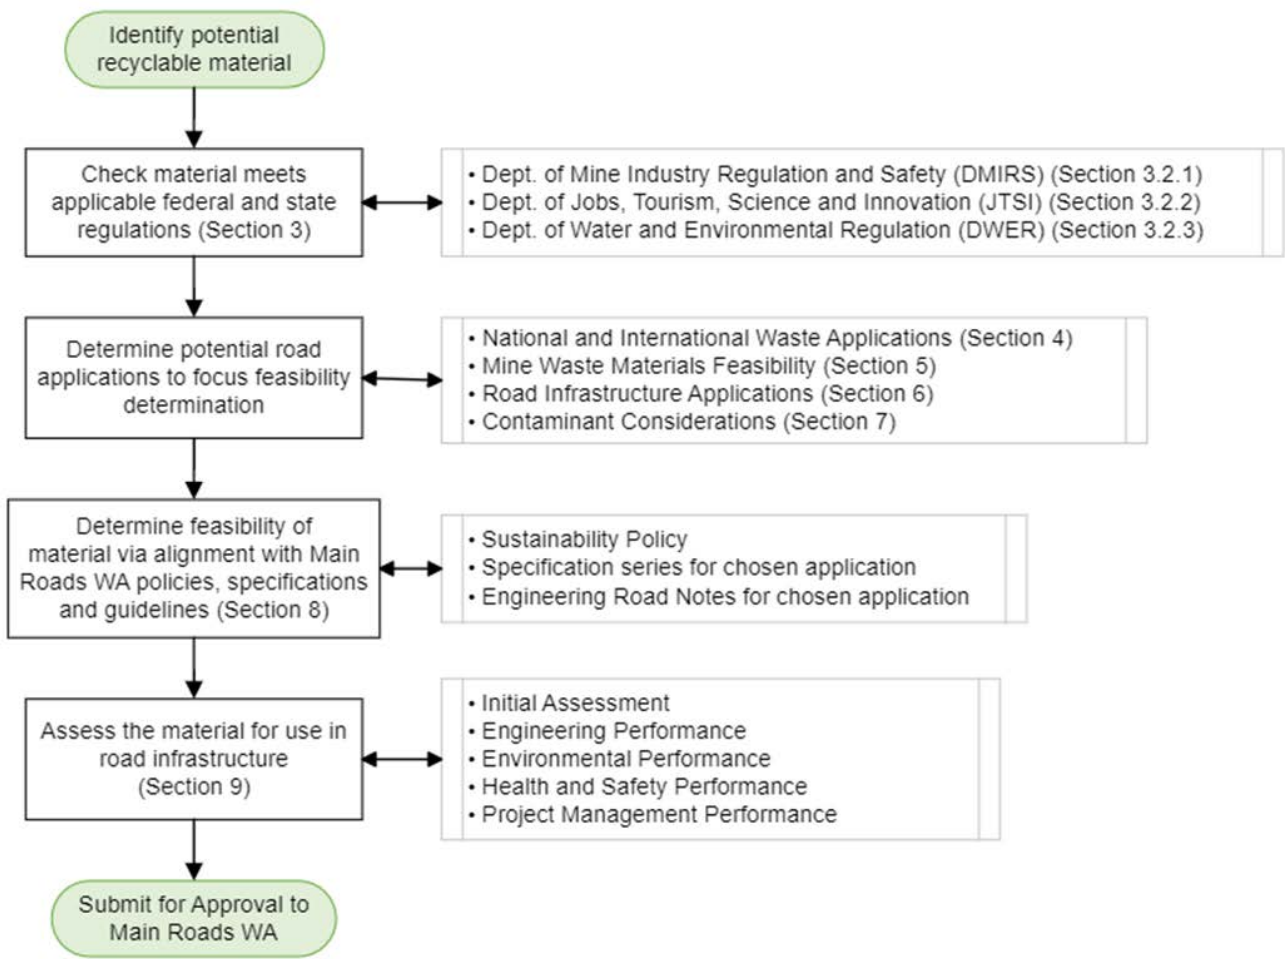 Identify potential
recyclable material
Check material meets
applicable federal and state
regulations (Section 3)
• Dept. of Mine Industry Regulation and Safety (DMIRS) (Section 3.2.1)
• Dept. of Jobs, Tourism, Science and Innovation (JTSI) (Section 3.2.2)
• Dept. of Water and Environmental Regulation (DWER) (Section 3.2.3)
Determine potential road
applications to focus feasibility
determination
• National and International Waste Applications (Section 4)
• Mine Waste Materials Feasibility (Section 5)
• Road Infrastructure Applications (Section 6)
• Contaminant Considerations (Section 7)
Determine feasibility of
material via alignment with Main
Roads WA policies, specifications
and guidelines (Section 8)
• Sustainability Policy
• Specification series for chosen application
• Engineering Road Notes for chosen application
Assess the material for use in
road infrastructure
(Section 9)
• Initial Assessment
• Engineering Performance
• Environmental Performance
• Health and Safety Performance
• Project Management Performance
Submit for Approval to
Main Roads WA